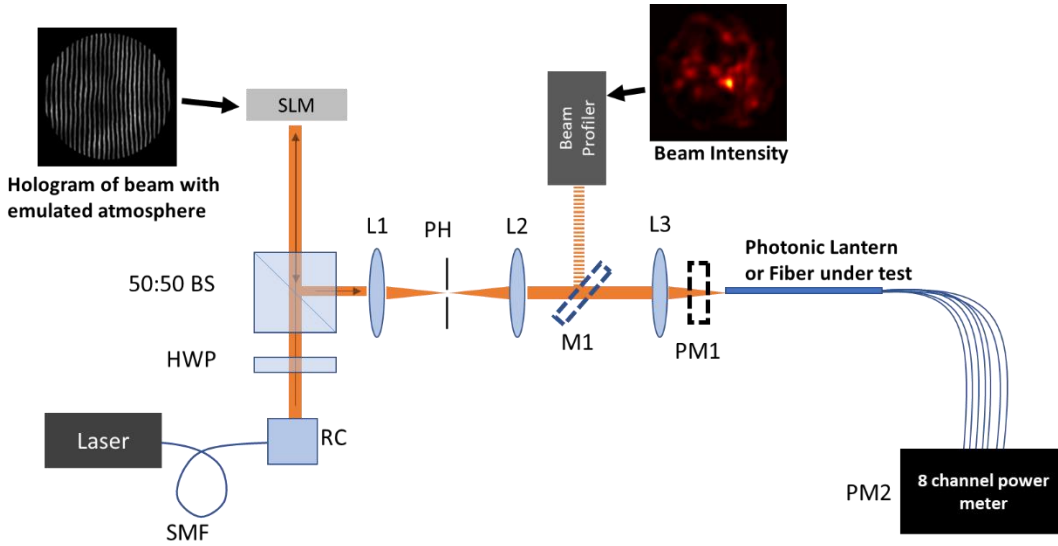 SLM
Beam
Profiler
Beam Intensity
Hologram of beam with
emulated atmosphere
L1
PH
L2
L3
50:50 BS
Photonic Lantern
or Fiber under test
M1
PM1
HWP
Laser
RC
SMF
PM2
8 channel power
meter